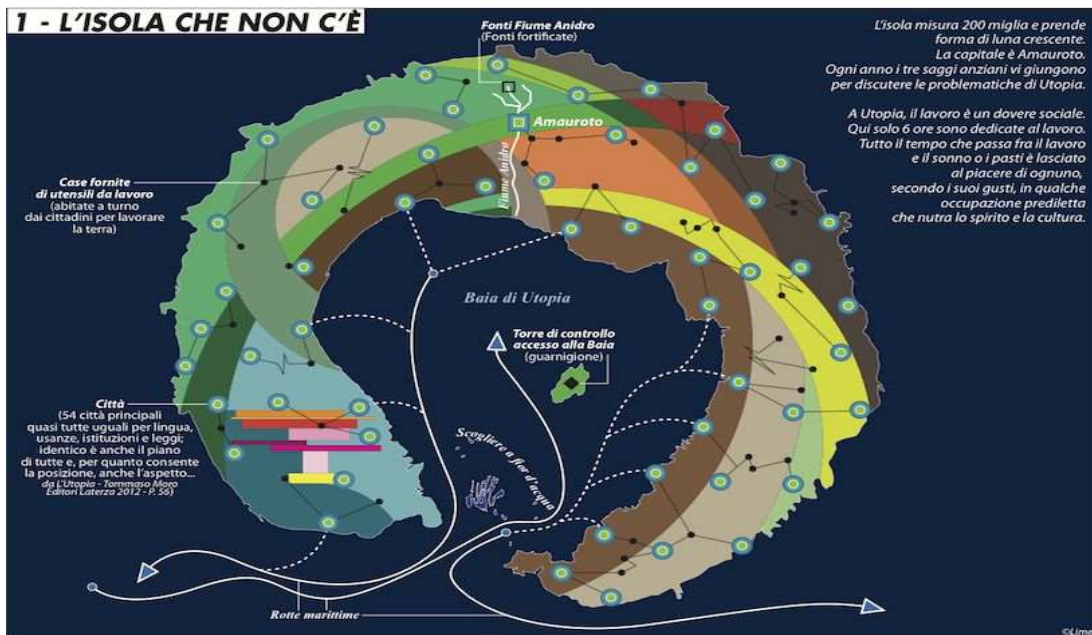 1 - L'ISOLA CHE NON C'È
Fonti Fiume Anidro
(Fonti fortificate)
L'isola misura 200 miglia e prende
forma di luna crescente.
La capitale è Amauroto.
Ogni anno i tre saggi anziani vi giungono
per discutere le problematiche di Utopia.
A Utopia, il lavoro è un dovere sociale.
Qui solo 6 ore sono dedicate al lavoro.
Tutto il tempo che passa fra il lavoro
e il sonno o i pasti è lasciato
al piacere di ognuno,
secondo i suoi gusti, in qualche
occupazione prediletta
che nutra lo spirito e la cultura
Amauroto
Fiume Anidro
Case fornite
di utensili da lavoro
(abitate a turno
dai cittadini per lavorare
la terra)
Baia di Utopia
Torre di controllo
accesso alla Baia
(guarnigione)
Città
(54 città principali
quasi tutte uguali per lingua,
usanze, istituzioni e leggi;
identico è anche il piano
di tutte e, per quanto consente
la posizione, anche l'aspetto...
da L'Utopia - Tommaso Moro
Editori Laterza 2012 - P. 56)
Scogliere a fior d'acqua
Rotte marittime